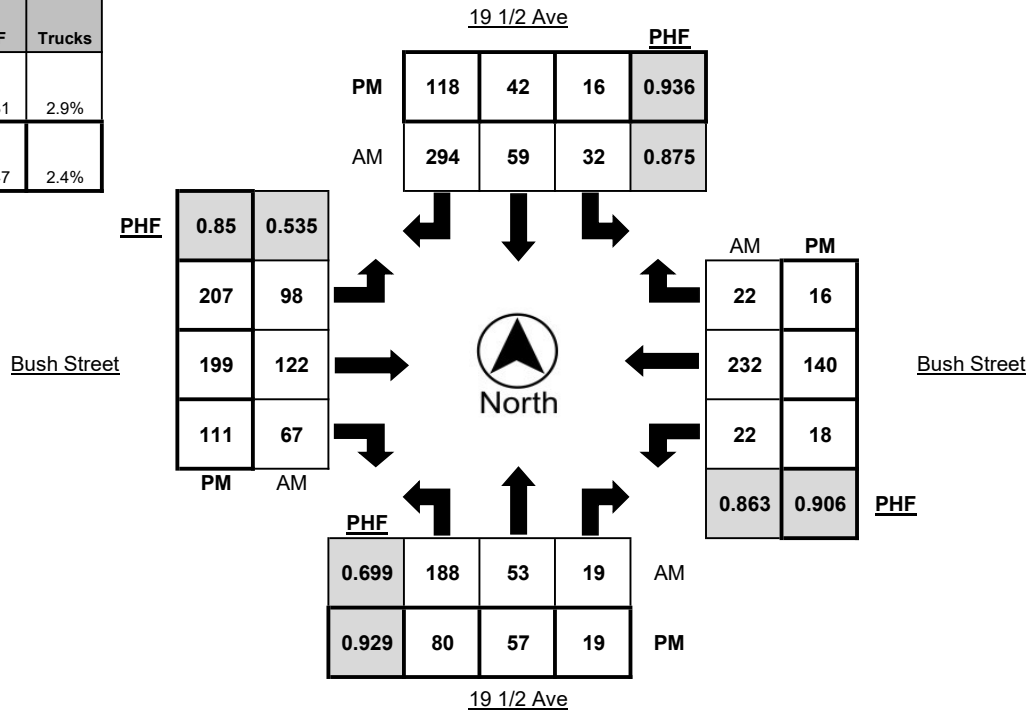 19 1/2 Ave
PHF
Trucks
PM 118 42 16 0.936
2.9%
AM 294 59 32 0.875
2.4%
PHF 0.85 0.535
AM PM
207 98
22 16
Bush Street 199 122
232 140 Bush Street
North
111 67
22 18
PM AM
0.863 0.906 PHF
PHF
0.699 188 53 19 AM
0.929 80 57 19 PM
19 1/2 Ave